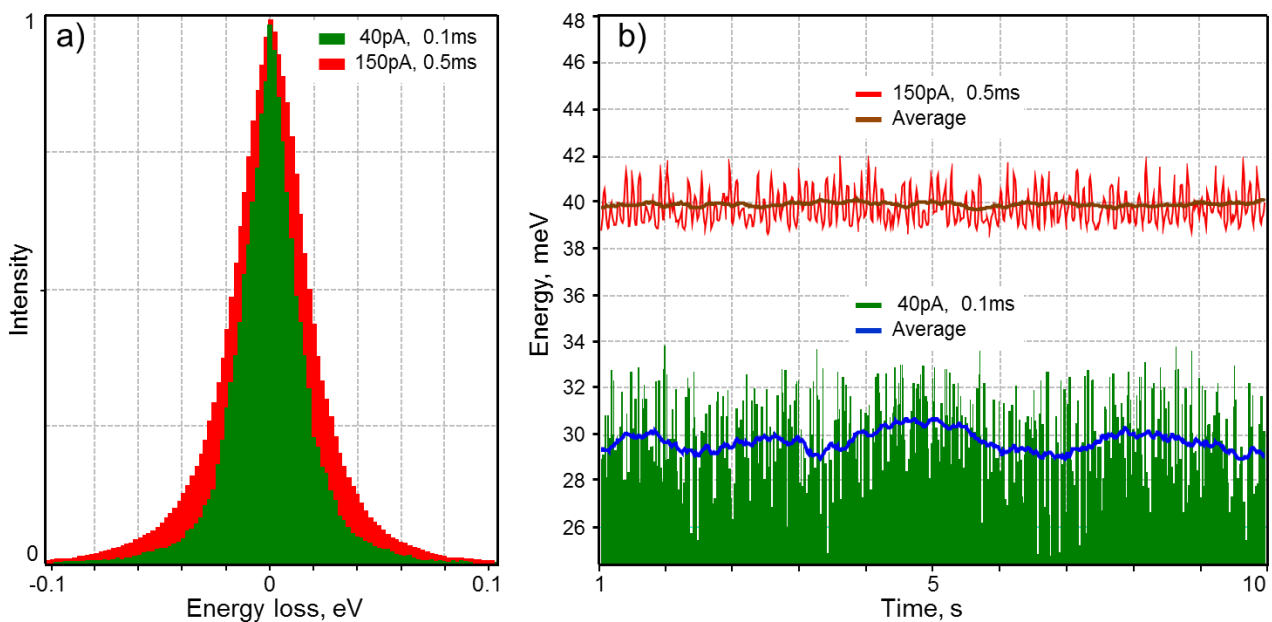 a)
1
40pA, 0.1ms
150pA, 0.5ms
Intensity
0
-0.1
0
0.1
Energy loss, eV
b)
48
46
44
42
40
38
36
34
32
30
28
26
Energy, meV
150pA, 0.5ms
Average
40pA, 0.1ms
Average
1
5
10
Time, s